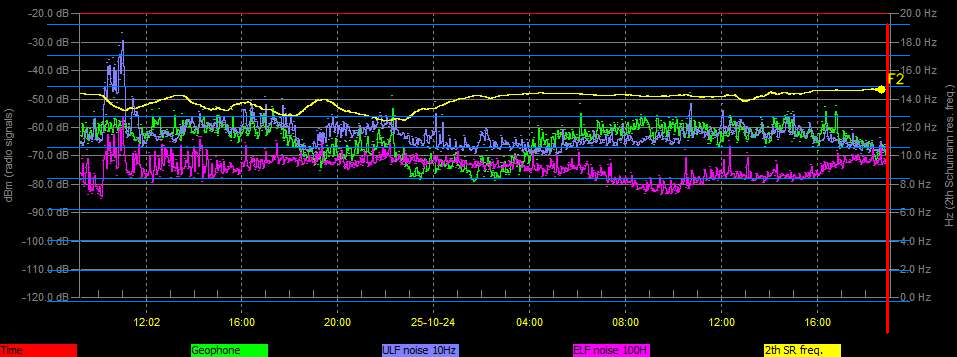 -20.0 dB 20.0 Hz
-30.0 dB 18.0 Hz
-40.0 dB 16.0 Hz
F2
-50.0 dB 14.0 Hz
-60.0 dB 12.0 Hz
-70.0 dB 10.0 Hz
-80.0 dB 8.0 Hz
-90.0 dB 6.0 Hz
-100.0 dB 4.0 Hz
-110.0 dB 2.0 Hz
-120.0 dB 0.0 Hz
dBm (radio signals)
Hz (2th Schumann res. freq.)
12:02 16:00 20:00 25-10-24 04:00 08:00 12:00 16:00
Time Geophone ULF noise 10Hz ELF noise 100H 2th SR freq.